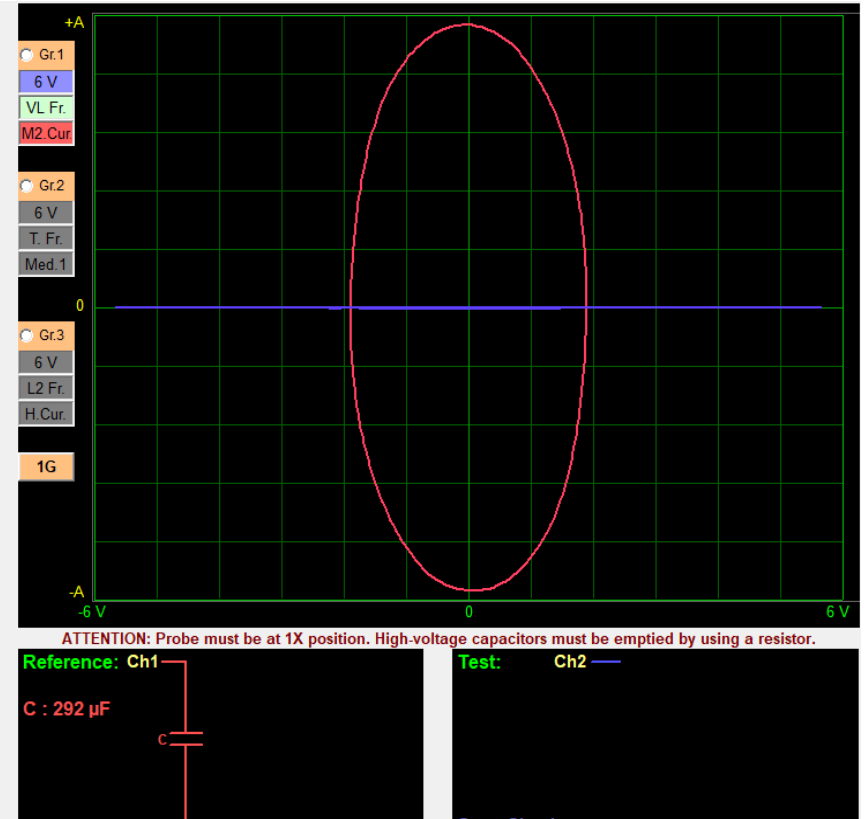 +A
Gr.1
6 V
VL Fr.
M2.Cur.
Gr.2
6 V
T. Fr.
Med.1
0
Gr.3
6 V
L2 Fr.
H.Cur.
1G
-A
-6 V 0 6 V
ATTENTION: Probe must be at 1X position. High-voltage capacitors must be emptied by using a resistor.
Reference: Ch1
C : 292 µF
C
Test: Ch2